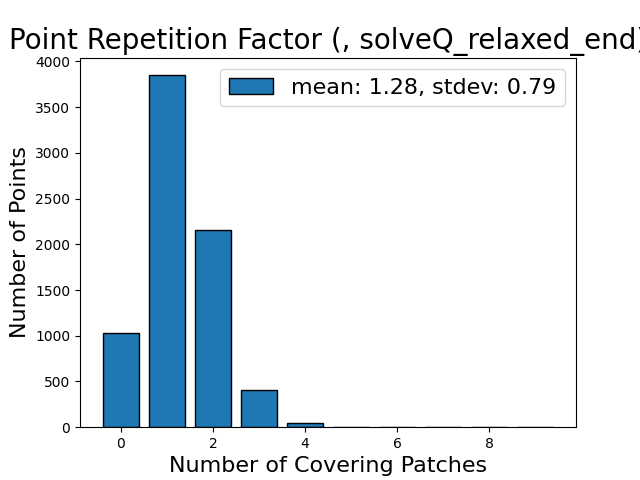 Point Repetition Factor (, solveQ_relaxed_end)
mean: 1.28, stdev: 0.79
Number of Points
4000
3500
3000
2500
2000
1500
1000
500
0
0 2 4 6 8
Number of Covering Patches